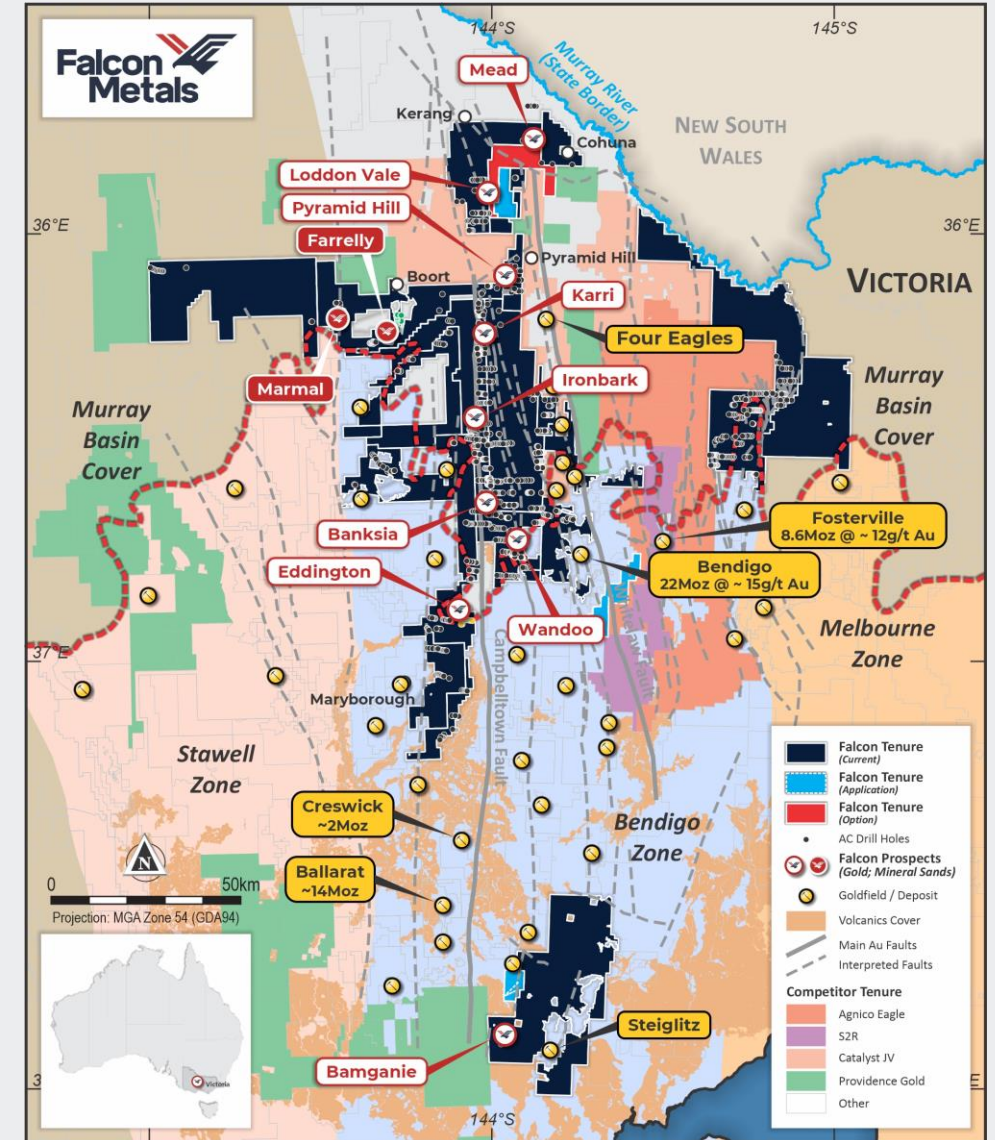 Falcon
Metals
144°S
145°S
Mead
Murray River
(State Border)
Kerang
Cohuna
NEW SOUTH
WALES
Loddon Vale
Pyramid Hill
36°E
36°E
Farrelly
Pyramid Hill
Boort
VICTORIA
Karri
Four Eagles
Ironbark
Marmal
Murray
Basin
Cover
Murray
Basin
Cover
Banksia
Fosterville
8.6Moz @ ~ 12g/t Au
Bendigo
22Moz @ ~ 15g/t Au
Eddington
Wandoo
Melbourne
Zone
37°E
Campbelltown Fault
Whitelaw Fault
Maryborough
Stawell
Zone
Creswick
~2Moz
Bendigo
Zone
Ballarat
~14Moz
N
0
50km
Projection: MGA Zone 54 (GDA94)
Victoria
Steiglitz
Bamganie
144°S
Falcon Tenure
(Current)
Falcon Tenure
(Application)
Falcon Tenure
(Option)
AC Drill Holes
Falcon Prospects
(Gold; Mineral Sands)
Goldfield / Deposit
Volcanics Cover
Main Au Faults
Interpreted Faults
Competitor Tenure
Agnico Eagle
S2R
Catalyst JV
Providence Gold
Other